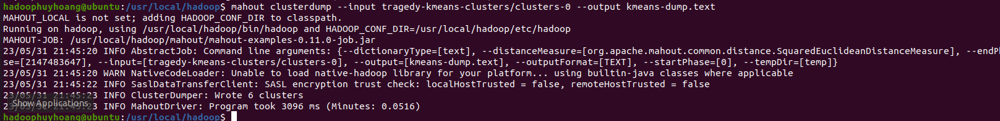 hadoophuyhoang@ubuntu:/usr/local/hadoop$ mahout clusterdump --input tragedy-kmeans-clusters/clusters-0 --output kmeans-dump.text
MAHOUT_LOCAL is not set; adding HADOOP_CONF_DIR to classpath.
Running on hadoop, using /usr/local/hadoop/bin/hadoop and HADOOP_CONF_DIR=/usr/local/hadoop/etc/hadoop
MAHOUT-JOB: /usr/local/hadoop/mahout/mahout-examples-0.11.0-job.jar
23/05/31 21:45:20 INFO AbstractJob: Command line arguments: {--dictionaryType=[text], --distanceMeasure=[org.apache.mahout.common.distance.SquaredEuclideanDistanceMeasure], --endPha
se=[2147483647], --input=[tragedy-kmeans-clusters/clusters-0], --output=[kmeans-dump.text], --outputFormat=[TEXT], --startPhase=[0], --tempDir=[temp]}
23/05/31 21:45:20 WARN NativeCodeLoader: Unable to load native-hadoop library for your platform... using builtin-java classes where applicable
23/05/31 21:45:22 INFO SaslDataTransferClient: SASL encryption trust check: localHostTrusted = false, remoteHostTrusted = false
23/05/31 21:45:23 INFO ClusterDumper: Wrote 6 clusters
Show Applications
23/05/31 21:45:23 INFO MahoutDriver: Program took 3096 ms (Minutes: 0.0516)
hadoophuyhoang@ubuntu:/usr/local/hadoop$